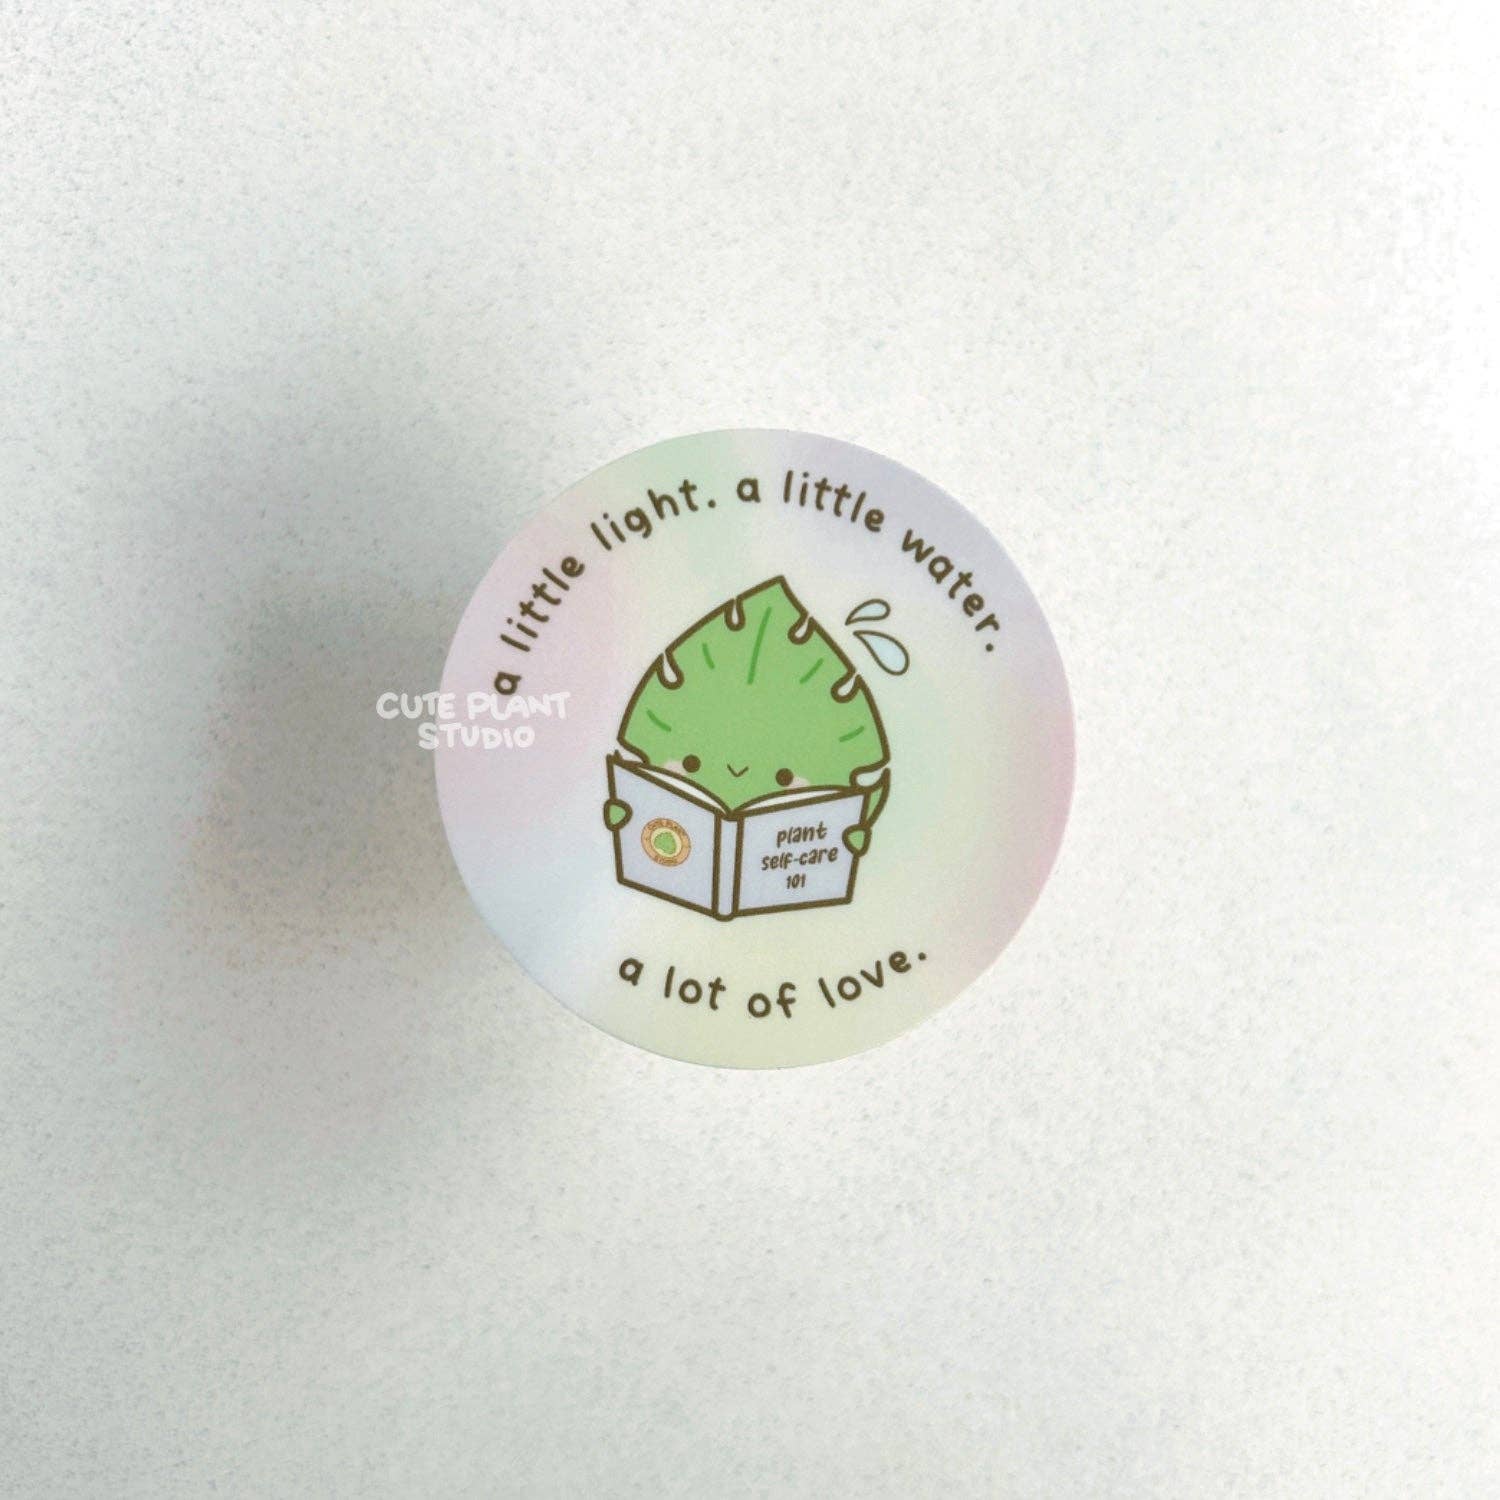 a little light. a little water.
CUTE PLANT
STUDIO
plant
self-care
101
a lot of love.